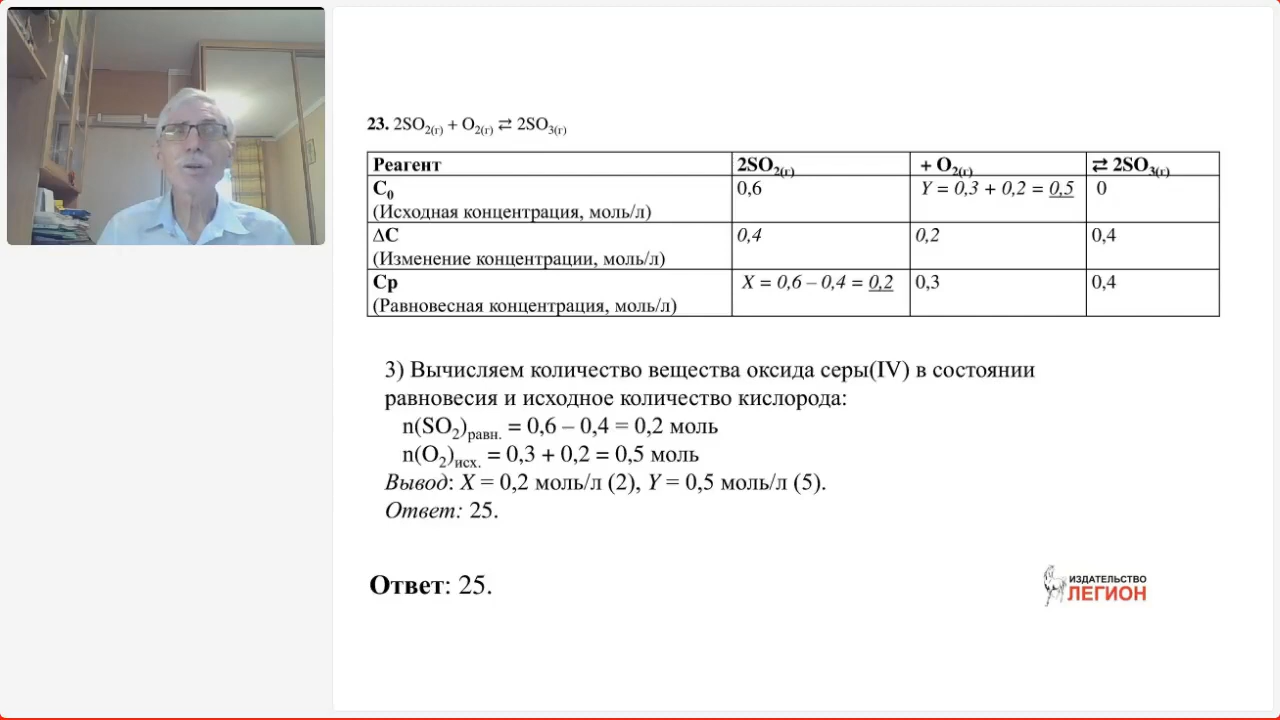 23. 2SO₂₍г₎ + O₂₍г₎ ⇄ 2SO₃₍г₎
Реагент 2SO₂₍г₎ + O₂₍г₎ ⇄ 2SO₃₍г₎
C₀ 0,6 Y = 0,3 + 0,2 = 0,5 0
(Исходная концентрация, моль/л)
ΔC 0,4 0,2 0,4
(Изменение концентрации, моль/л)
Cp X = 0,6 – 0,4 = 0,2 0,3 0,4
(Равновесная концентрация, моль/л)
3) Вычисляем количество вещества оксида серы(IV) в состоянии
равновесия и исходное количество кислорода:
n(SO₂)равн. = 0,6 – 0,4 = 0,2 моль
n(O₂)исх. = 0,3 + 0,2 = 0,5 моль
Вывод: X = 0,2 моль/л (2), Y = 0,5 моль/л (5).
Ответ: 25.
Ответ: 25.
ИЗДАТЕЛЬСТВО
ЛЕГИОН